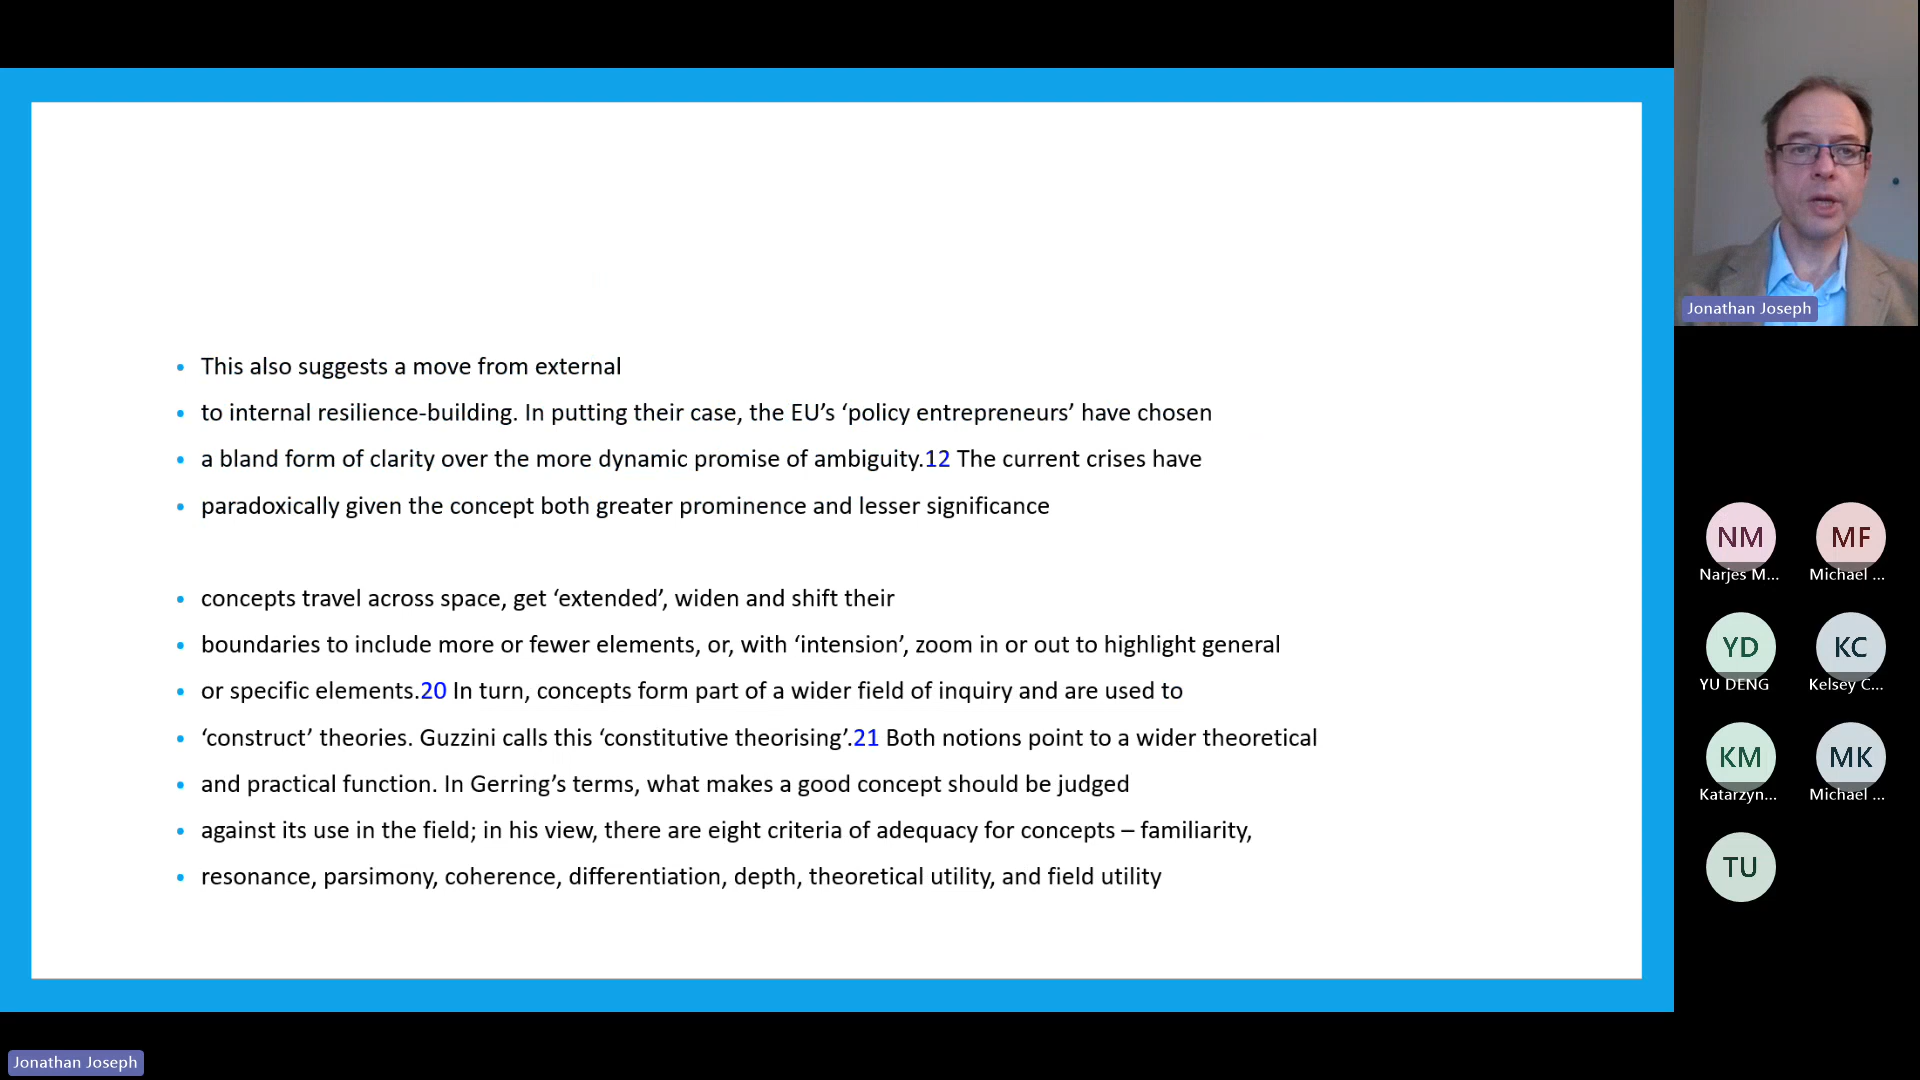 This also suggests a move from external
to internal resilience-building. In putting their case, the EU’s ‘policy entrepreneurs’ have chosen
a bland form of clarity over the more dynamic promise of ambiguity.12 The current crises have
paradoxically given the concept both greater prominence and lesser significance
concepts travel across space, get ‘extended’, widen and shift their
boundaries to include more or fewer elements, or, with ‘intension’, zoom in or out to highlight general
or specific elements.20 In turn, concepts form part of a wider field of inquiry and are used to
‘construct’ theories. Guzzini calls this ‘constitutive theorising’.21 Both notions point to a wider theoretical
and practical function. In Gerring’s terms, what makes a good concept should be judged
against its use in the field; in his view, there are eight criteria of adequacy for concepts – familiarity,
resonance, parsimony, coherence, differentiation, depth, theoretical utility, and field utility
Jonathan Joseph
NM MF
Narjes M... Michael ...
YD KC
YU DENG Kelsey C...
KM MK
Katarzyn... Michael ...
TU
Jonathan Joseph